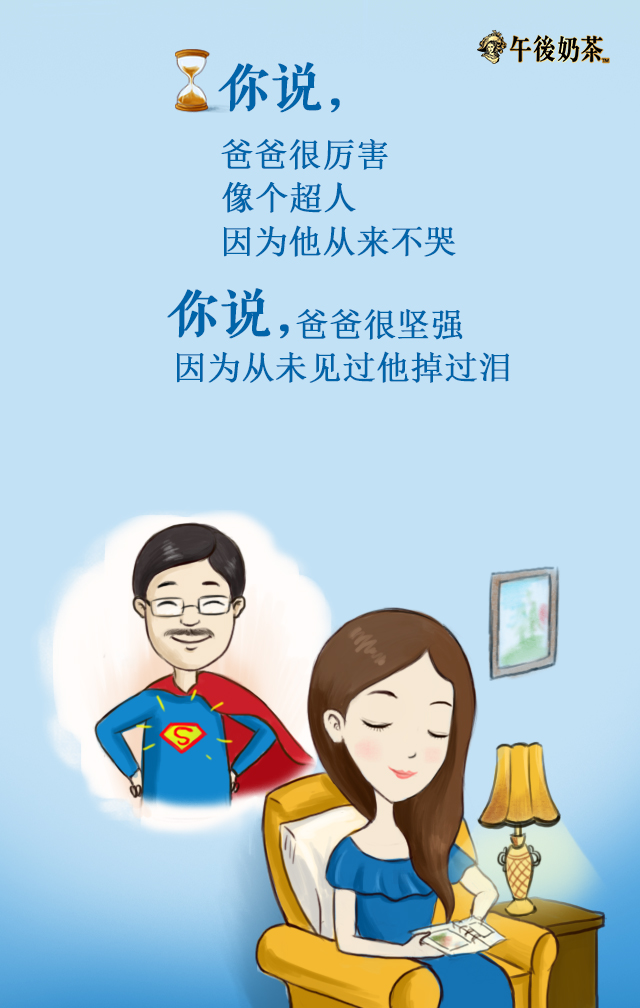 午後奶茶™
你说，
爸爸很厉害
像个超人
因为他从来不哭
你说，爸爸很坚强
因为从未见过他掉过泪
S